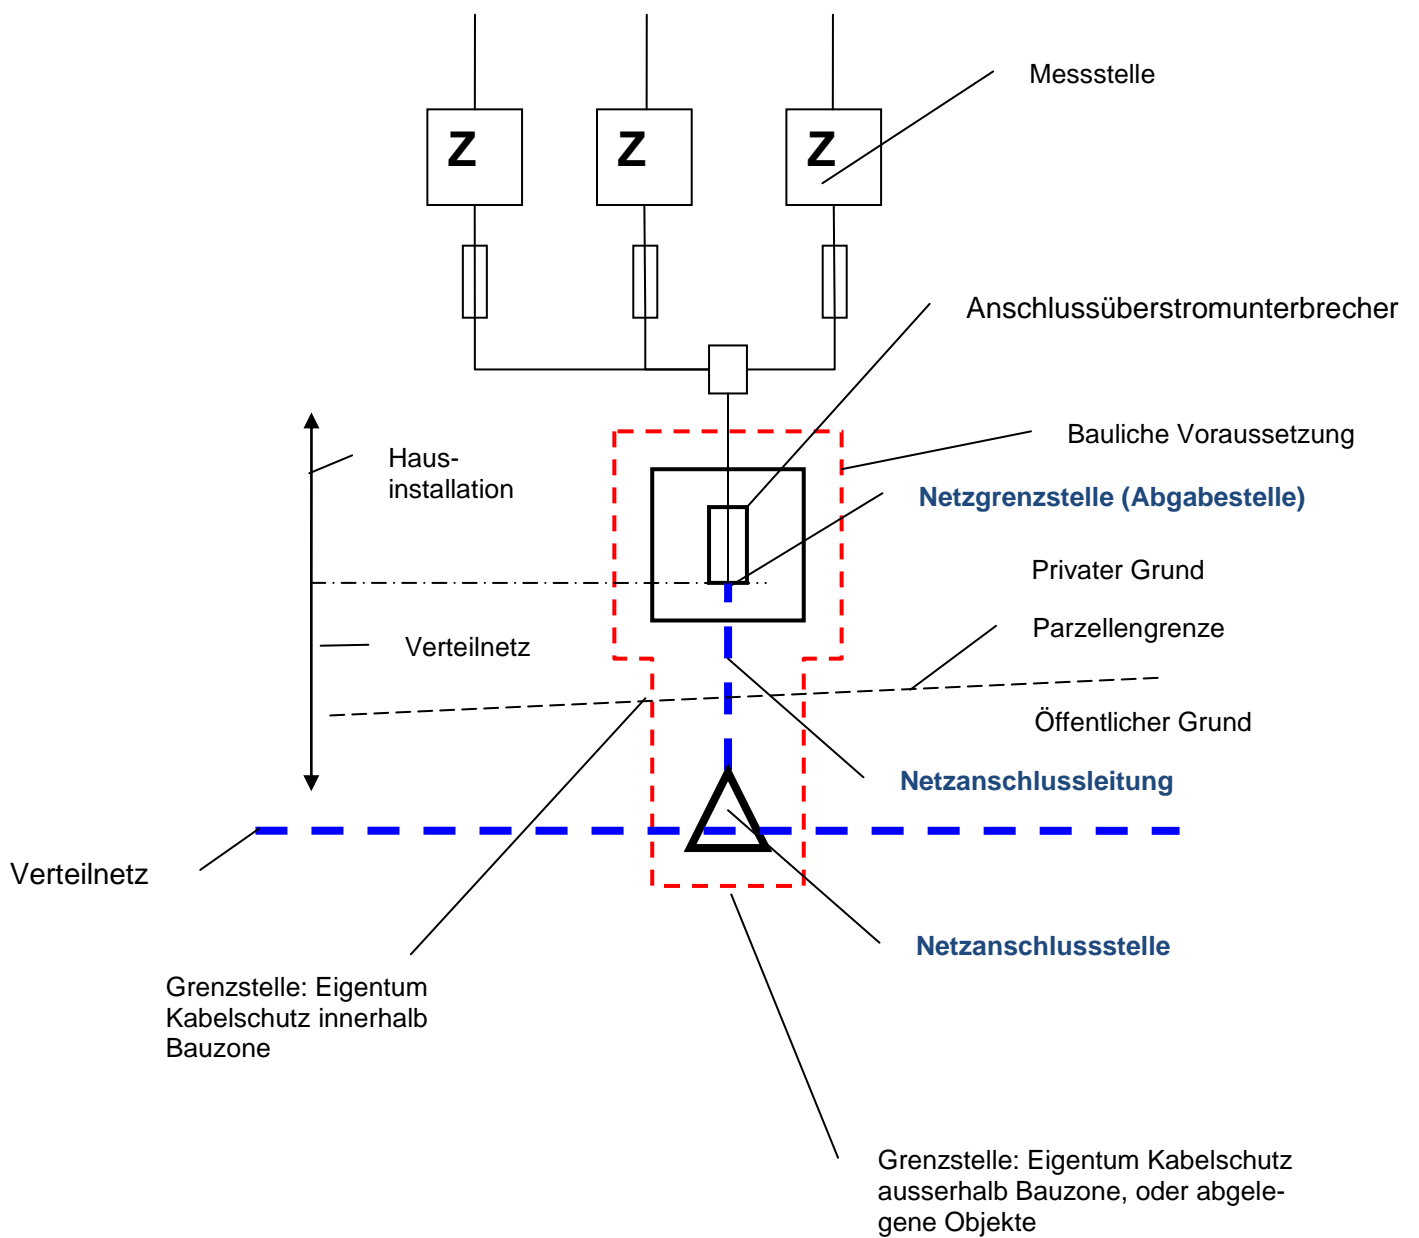 Messstelle
Z
Z
Z
Anschlussüberstromunterbrecher
Bauliche Voraussetzung
Haus-
installation
Netzgrenzstelle (Abgabestelle)
Privater Grund
Parzellengrenze
Verteilnetz
Öffentlicher Grund
Netzanschlussleitung
Verteilnetz
Netzanschlussstelle
Grenzstelle: Eigentum
Kabelschutz innerhalb
Bauzone
Grenzstelle: Eigentum Kabelschutz
ausserhalb Bauzone, oder abgele-
gene Objekte